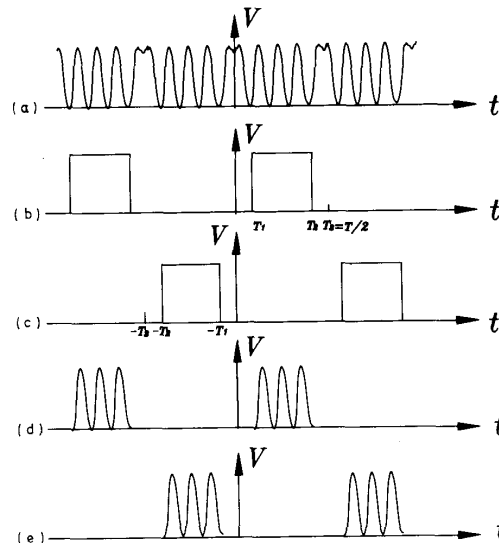 V
(a) t
V
(b) T₁ T₂ T₃=T/2 t
V
(c) -T₃ -T₂ -T₁ t
V
(d) t
V
(e) t